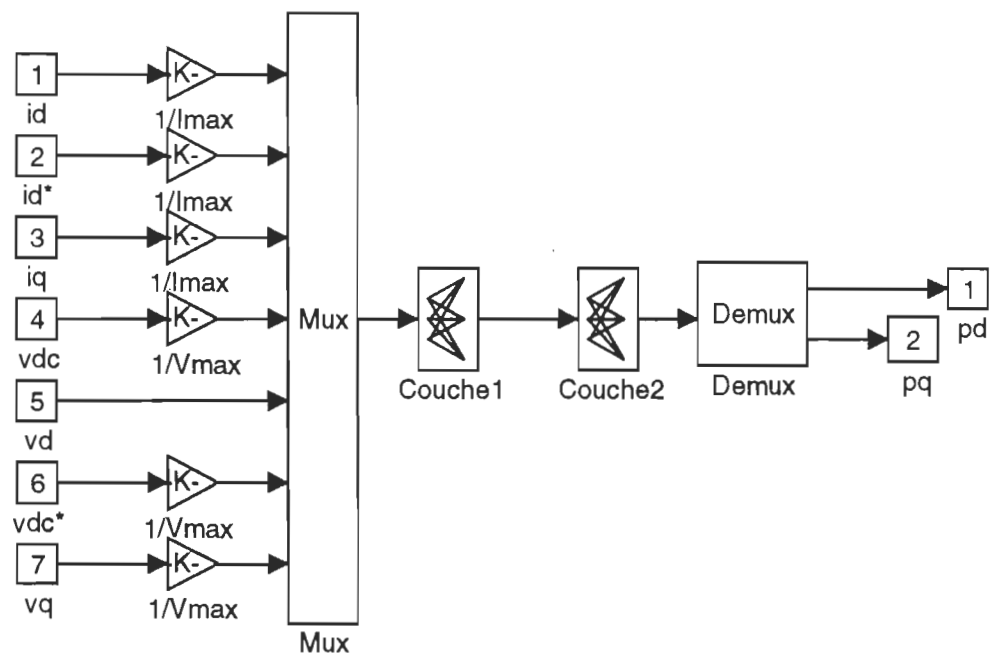 1
K-
id
1/Imax
2
K-
id*
1/Imax
3
K-
iq
1/Imax
4
K-
Mux
vdc
1/Vmax
5
vd
6
K-
vdc*
1/Vmax
7
K-
vq
1/Vmax
Mux
Couche1
Couche2
Demux
Demux
1
pd
2
pq